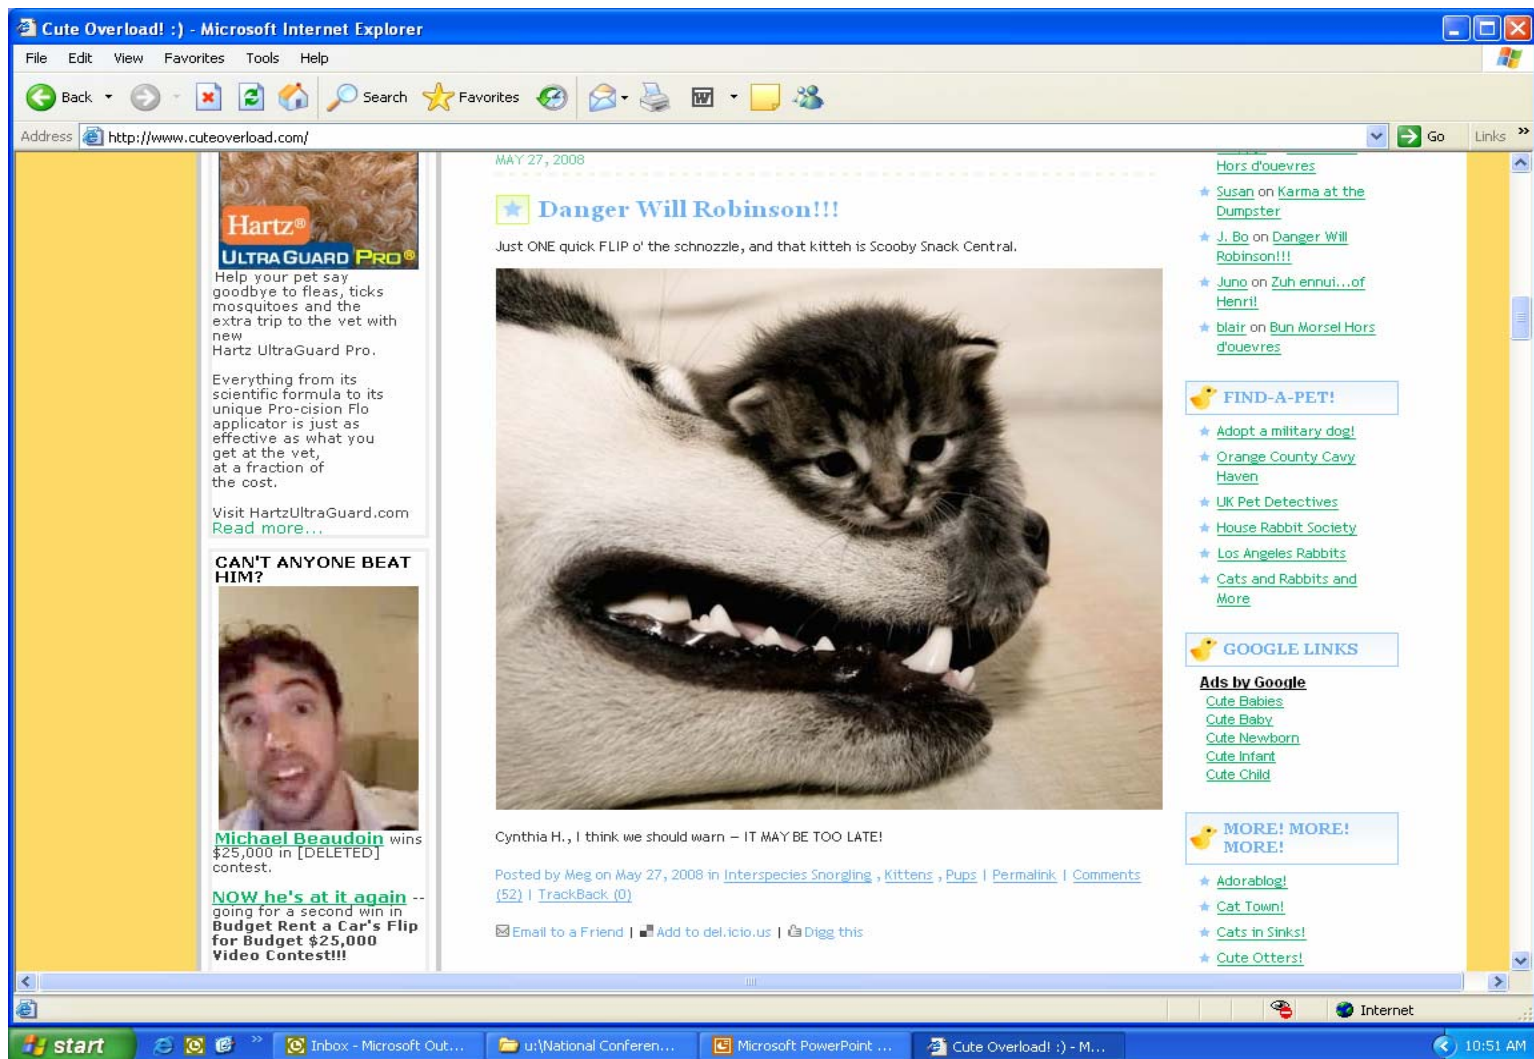 Cute Overload! :) - Microsoft Internet Explorer
File Edit View Favorites Tools Help
Back Search Favorites
Address http://www.cuteoverload.com/ Go Links »
Hartz®
ULTRAGUARD PRO®
Help your pet say
goodbye to fleas, ticks
mosquitoes and the
extra trip to the vet with
new
Hartz UltraGuard Pro.
Everything from its
scientific formula to its
unique Pro-cision Flo
applicator is just as
effective as what you
get at the vet,
at a fraction of
the cost.
Visit HartzUltraGuard.com
Read more...
CAN'T ANYONE BEAT
HIM?
Michael Beaudoin wins
$25,000 in [DELETED]
contest.
NOW he's at it again --
going for a second win in
Budget Rent a Car's Flip
for Budget $25,000
Video Contest!!!
MAY 27, 2008
Danger Will Robinson!!!
Just ONE quick FLIP o' the schnozzle, and that kitteh is Scooby Snack Central.
Cynthia H., I think we should warn – IT MAY BE TOO LATE!
Posted by Meg on May 27, 2008 in Interspecies Snorgling , Kittens , Pups | Permalink | Comments
(52) | TrackBack (0)
Email to a Friend | Add to del.icio.us | Digg this
Hors d'ouevres
Susan on Karma at the
Dumpster
J. Bo on Danger Will
Robinson!!!
Juno on Zuh ennui...of
Henri!
blair on Bun Morsel Hors
d'ouevres
FIND-A-PET!
Adopt a military dog!
Orange County Cavy
Haven
UK Pet Detectives
House Rabbit Society
Los Angeles Rabbits
Cats and Rabbits and
More
GOOGLE LINKS
Ads by Google
Cute Babies
Cute Baby
Cute Newborn
Cute Infant
Cute Child
MORE! MORE!
MORE!
Adorablog!
Cat Town!
Cats in Sinks!
Cute Otters!
Internet
start » Inbox - Microsoft Out... u:\National Conferen... Microsoft PowerPoint ... Cute Overload! :) - M... 10:51 AM